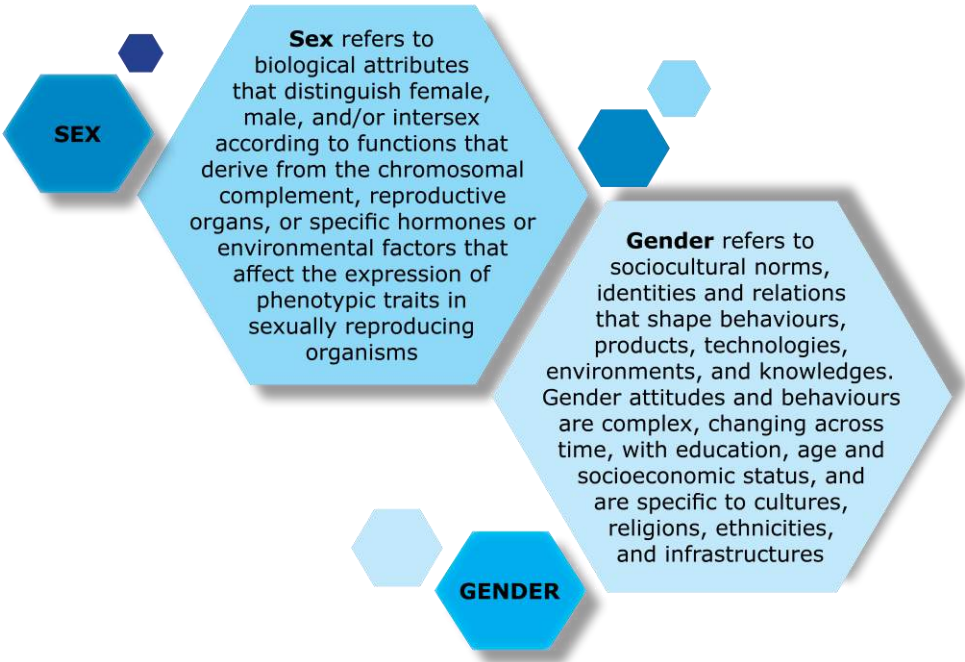 SEX
Sex refers to
biological attributes
that distinguish female,
male, and/or intersex
according to functions that
derive from the chromosomal
complement, reproductive
organs, or specific hormones or
environmental factors that
affect the expression of
phenotypic traits in
sexually reproducing
organisms
Gender refers to
sociocultural norms,
identities and relations
that shape behaviours,
products, technologies,
environments, and knowledges.
Gender attitudes and behaviours
are complex, changing across
time, with education, age and
socioeconomic status, and
are specific to cultures,
religions, ethnicities,
and infrastructures
GENDER